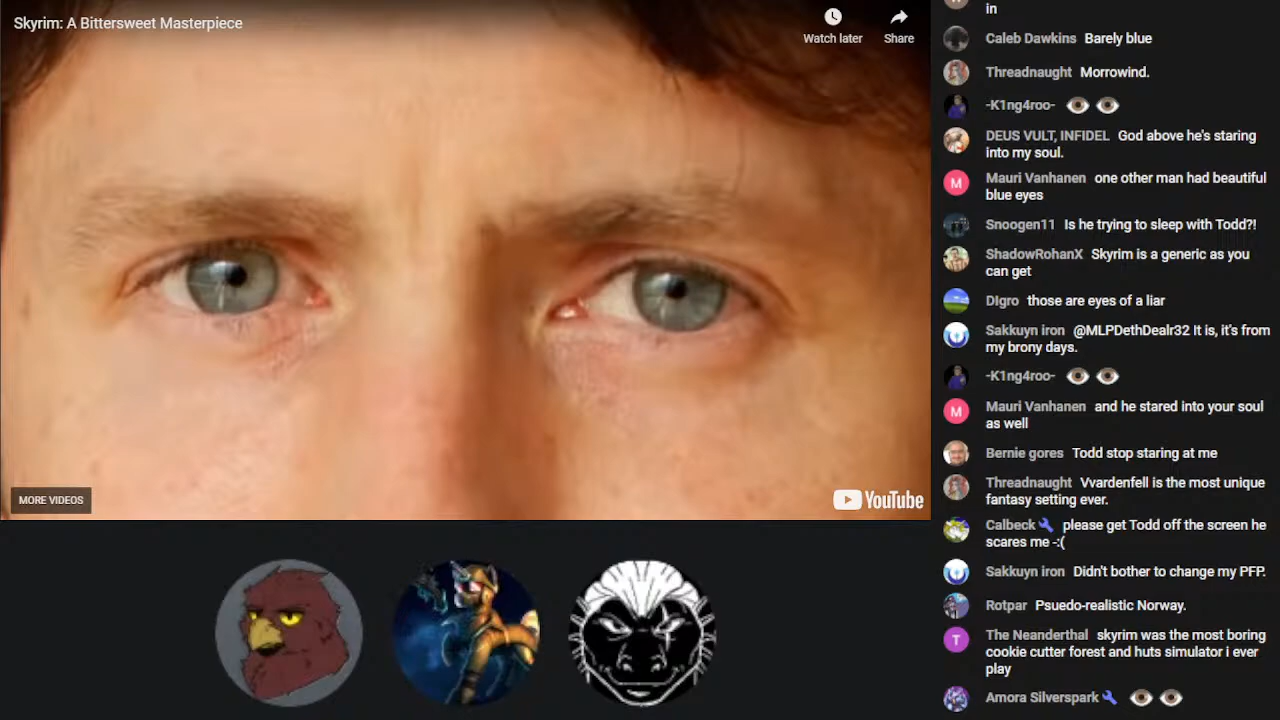 Skyrim: A Bittersweet Masterpiece
Watch later
Share
MORE VIDEOS
YouTube
in
Caleb Dawkins Barely blue
Threadnaught Morrowind.
-K1ng4roo- 👁 👁
DEUS VULT, INFIDEL God above he's staring
into my soul.
M
Mauri Vanhanen one other man had beautiful
blue eyes
Snoogen11 Is he trying to sleep with Todd?!
ShadowRohanX Skyrim is a generic as you
can get
DIgro those are eyes of a liar
Sakkuyn iron @MLPDethDealr32 It is, it's from
my brony days.
-K1ng4roo- 👁 👁
M
Mauri Vanhanen and he stared into your soul
as well
Bernie gores Todd stop staring at me
Threadnaught Vvardenfell is the most unique
fantasy setting ever.
Calbeck please get Todd off the screen he
scares me -:(
Sakkuyn iron Didn't bother to change my PFP.
Rotpar Psuedo-realistic Norway.
T
The Neanderthal skyrim was the most boring
cookie cutter forest and huts simulator i ever
play
Amora Silverspark 👁 👁